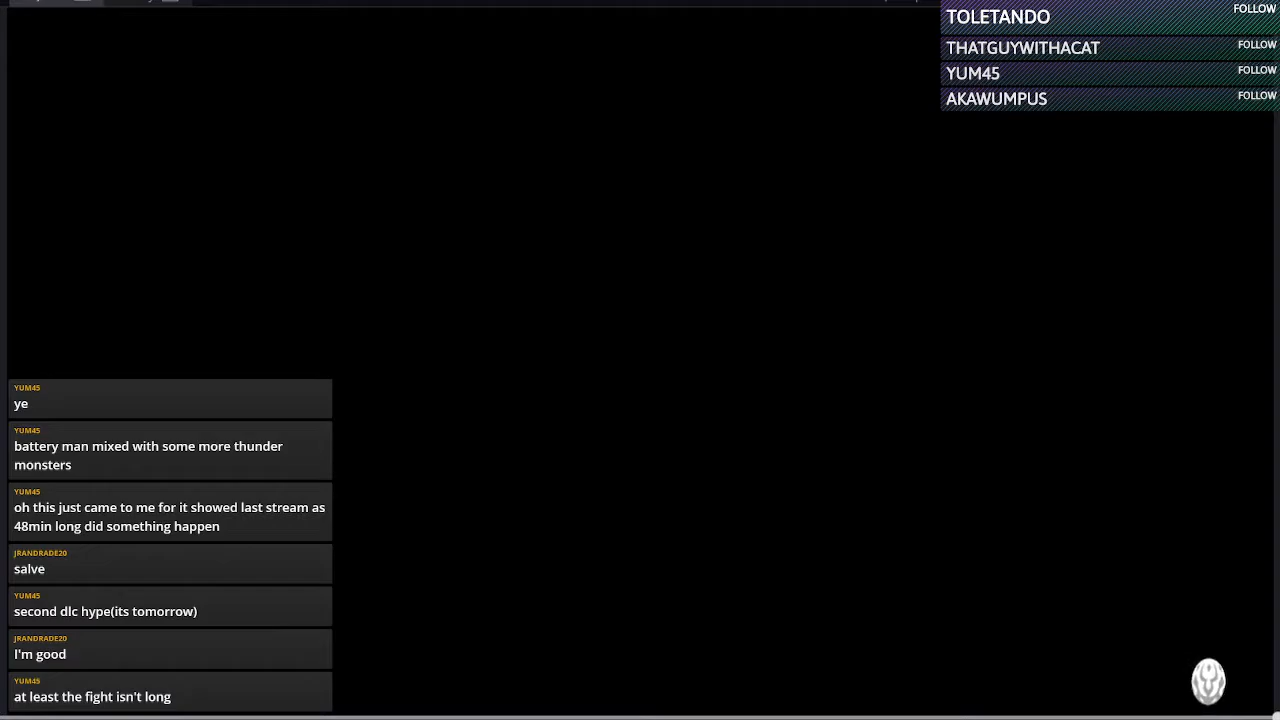 TOLETANDO FOLLOW
THATGUYWITHACAT FOLLOW
YUM45 FOLLOW
AKAWUMPUS FOLLOW
YUM45
ye
YUM45
battery man mixed with some more thunder
monsters
YUM45
oh this just came to me for it showed last stream as
48min long did something happen
JRANDRADE20
salve
YUM45
second dlc hype(its tomorrow)
JRANDRADE20
I'm good
YUM45
at least the fight isn't long